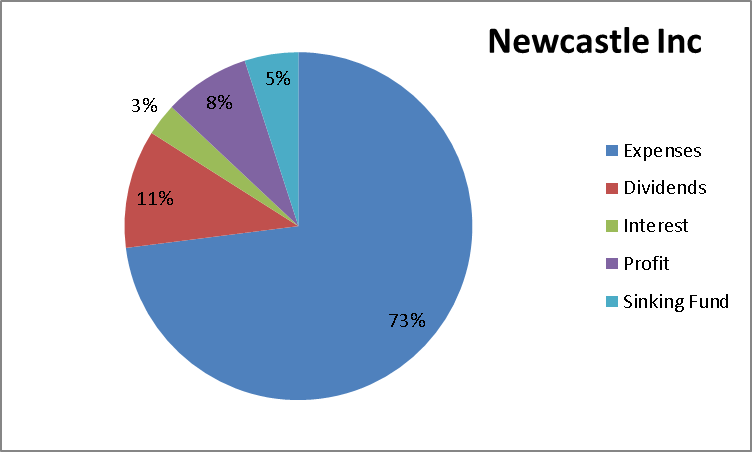 Newcastle Inc
5%
8%
3%
11%
73%
Expenses
Dividends
Interest
Profit
Sinking Fund